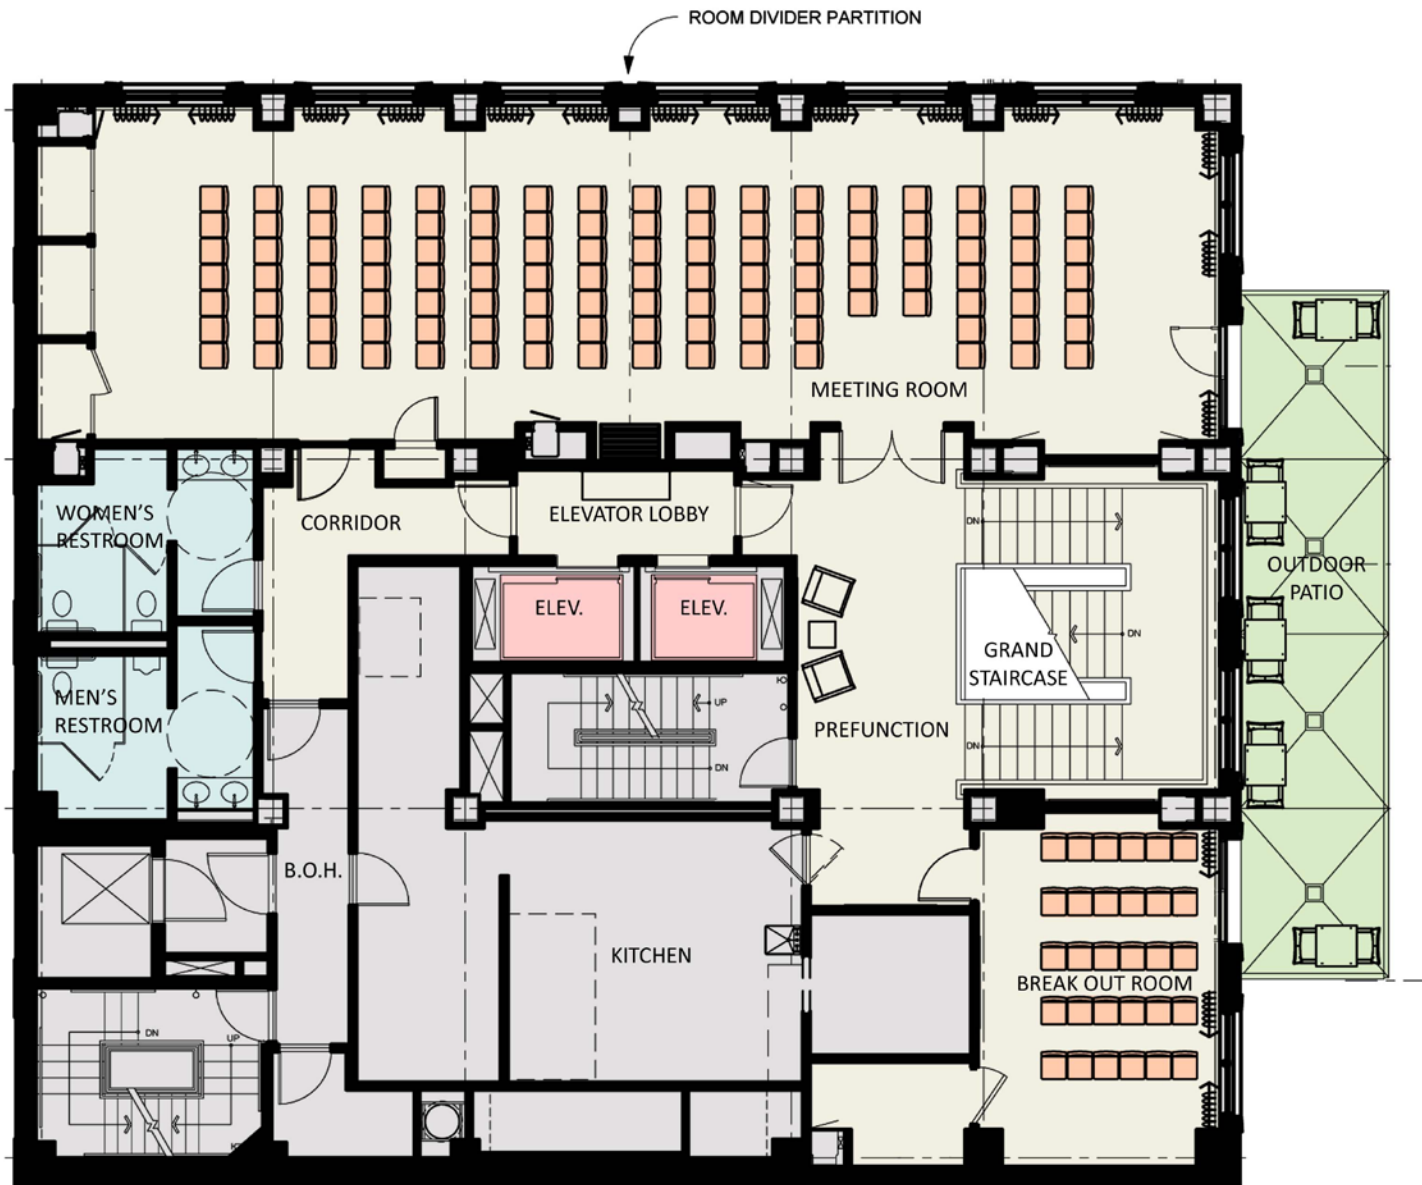 ROOM DIVIDER PARTITION
MEETING ROOM
WOMEN'S
RESTROOM
CORRIDOR
ELEVATOR LOBBY
DN
OUTDOOR
PATIO
ELEV.
ELEV.
DN
GRAND
STAIRCASE
MEN'S
RESTROOM
UP
PREFUNCTION
DN
DN
B.O.H.
KITCHEN
BREAK OUT ROOM
DN
UP